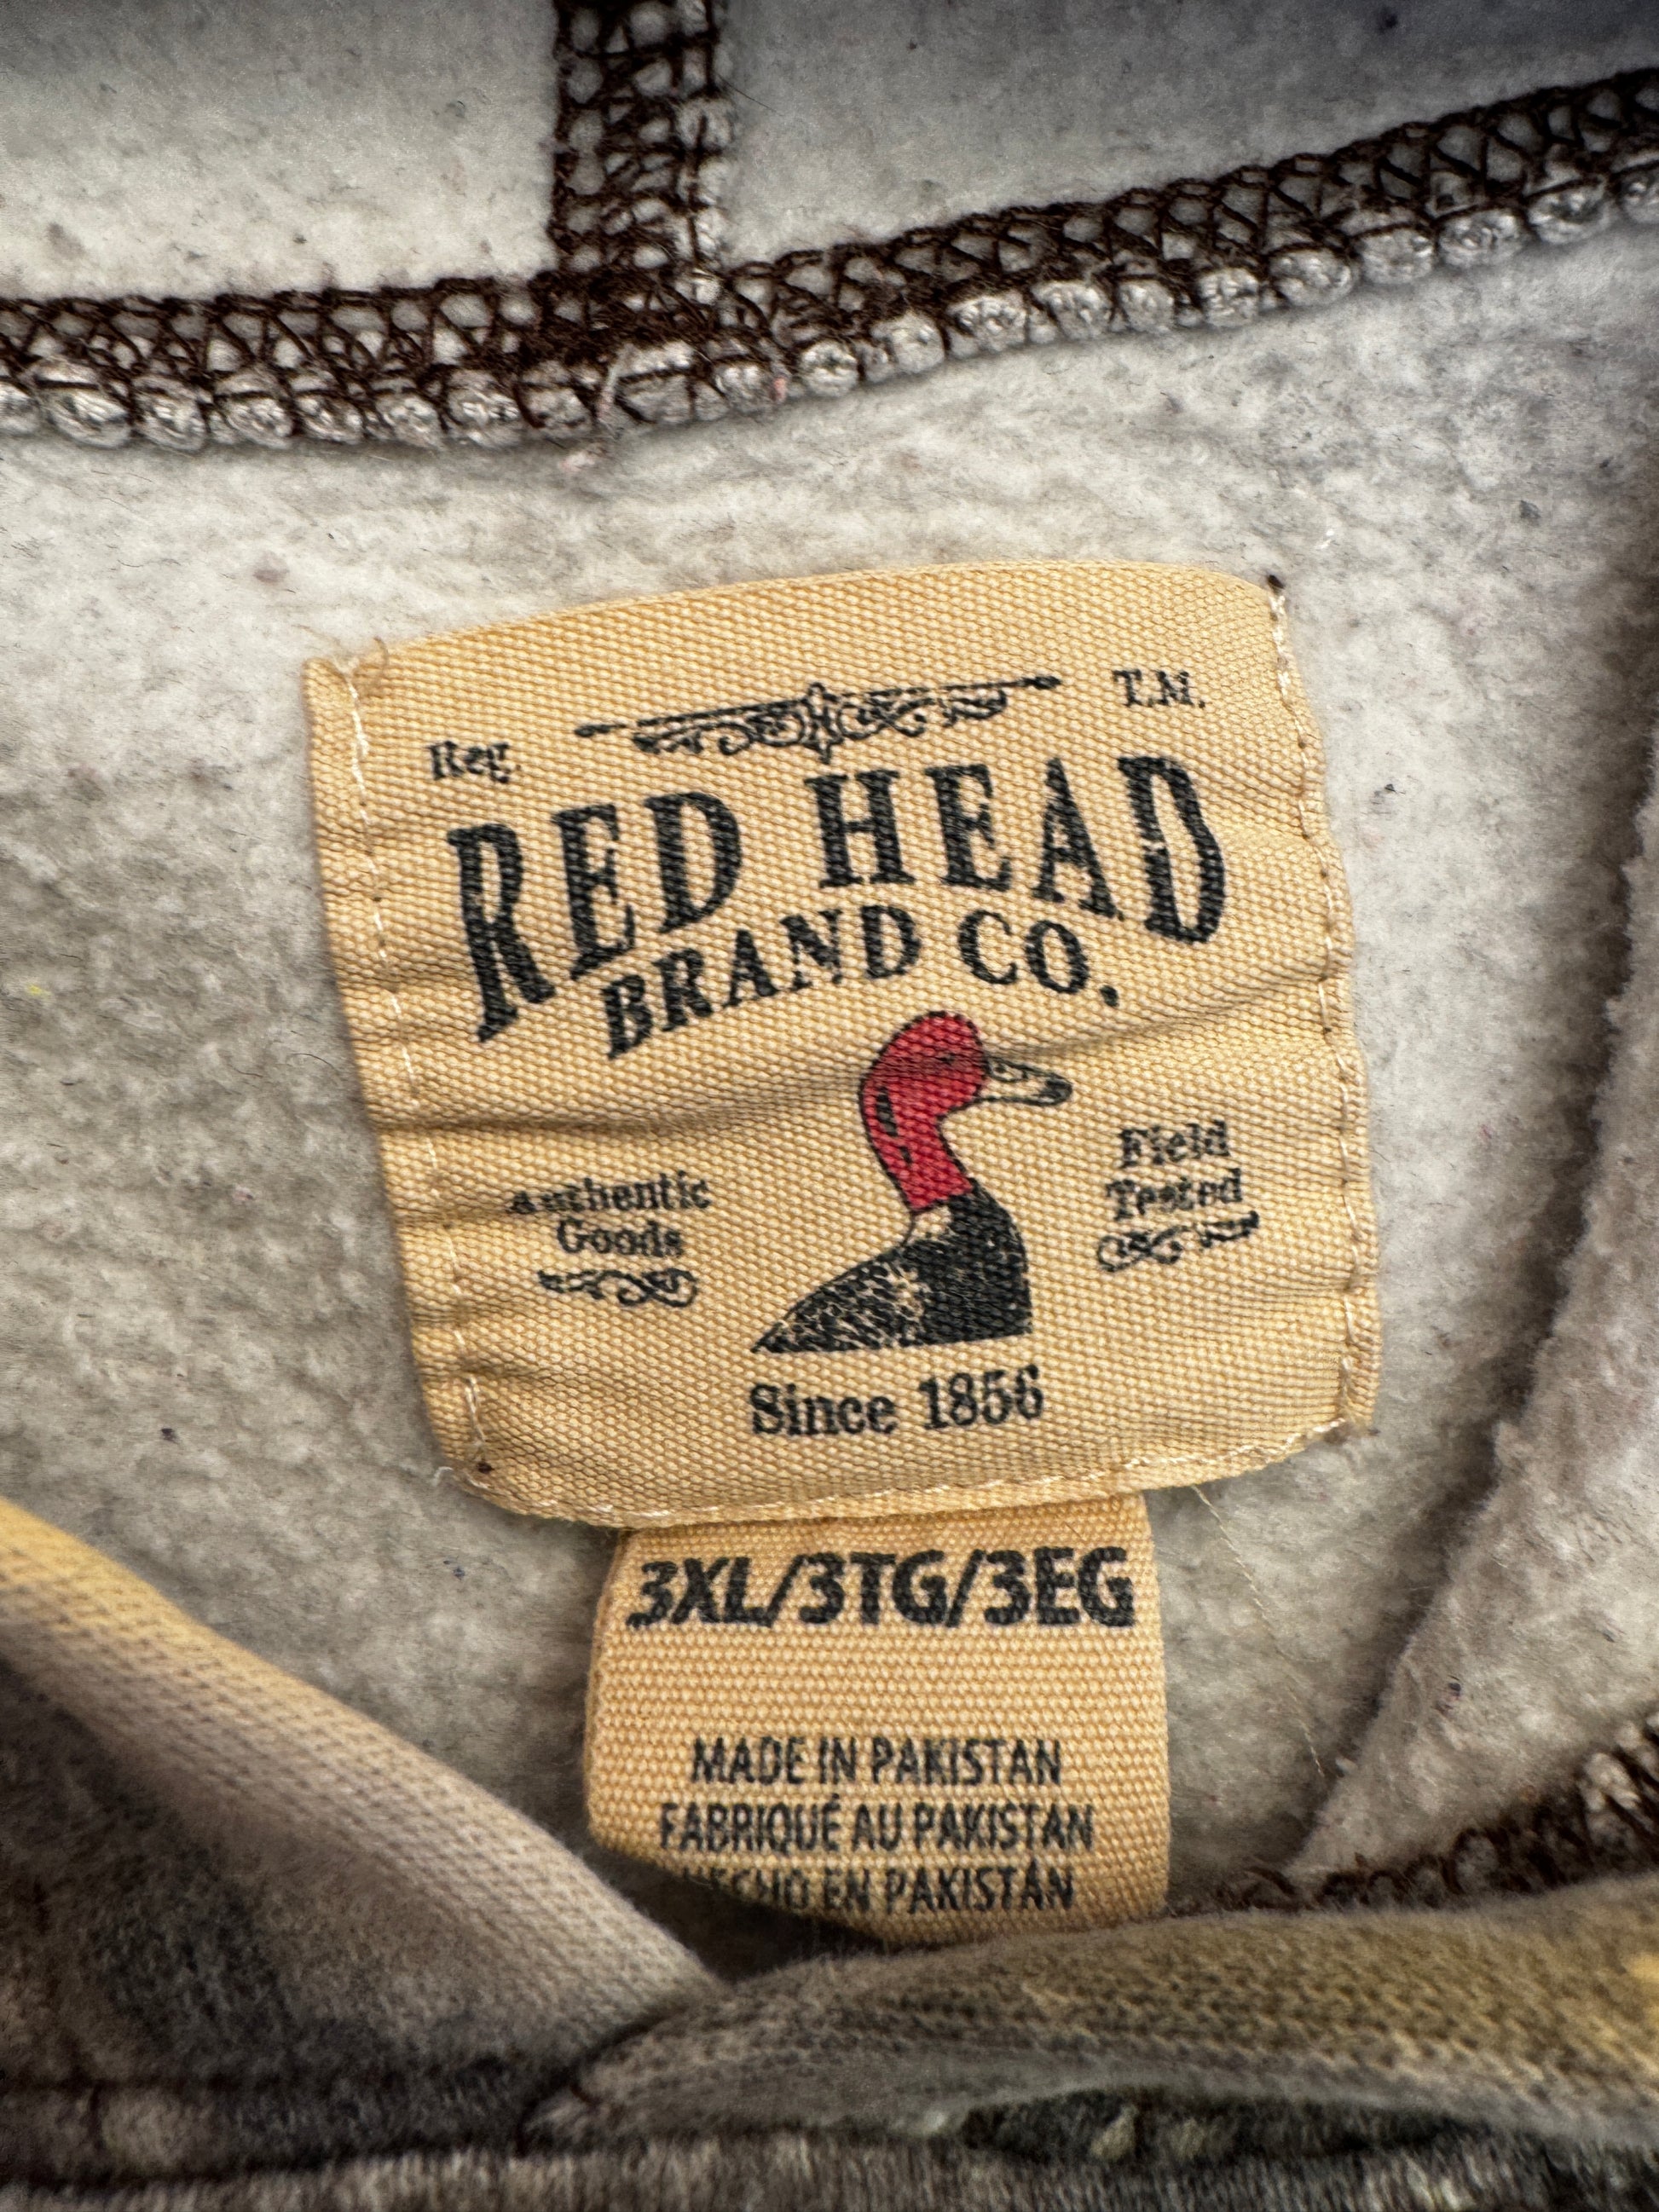 Reg. T.M.
RED HEAD
BRAND CO.
Authentic
Goods
Field
Tested
Since 1856
3XL/3TG/3EG
MADE IN PAKISTAN
FABRIQUÉ AU PAKISTAN
HECHO EN PAKISTÁN